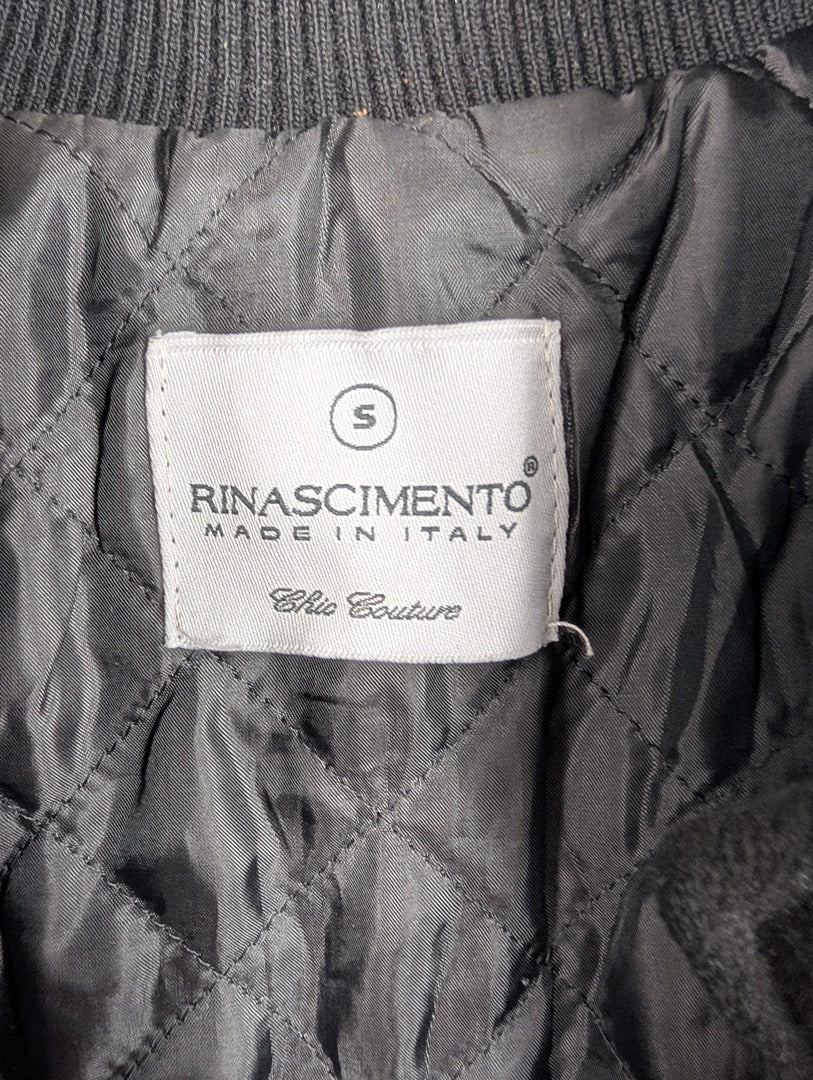 S
RINASCIMENTO®
MADE IN ITALY
Chic Couture